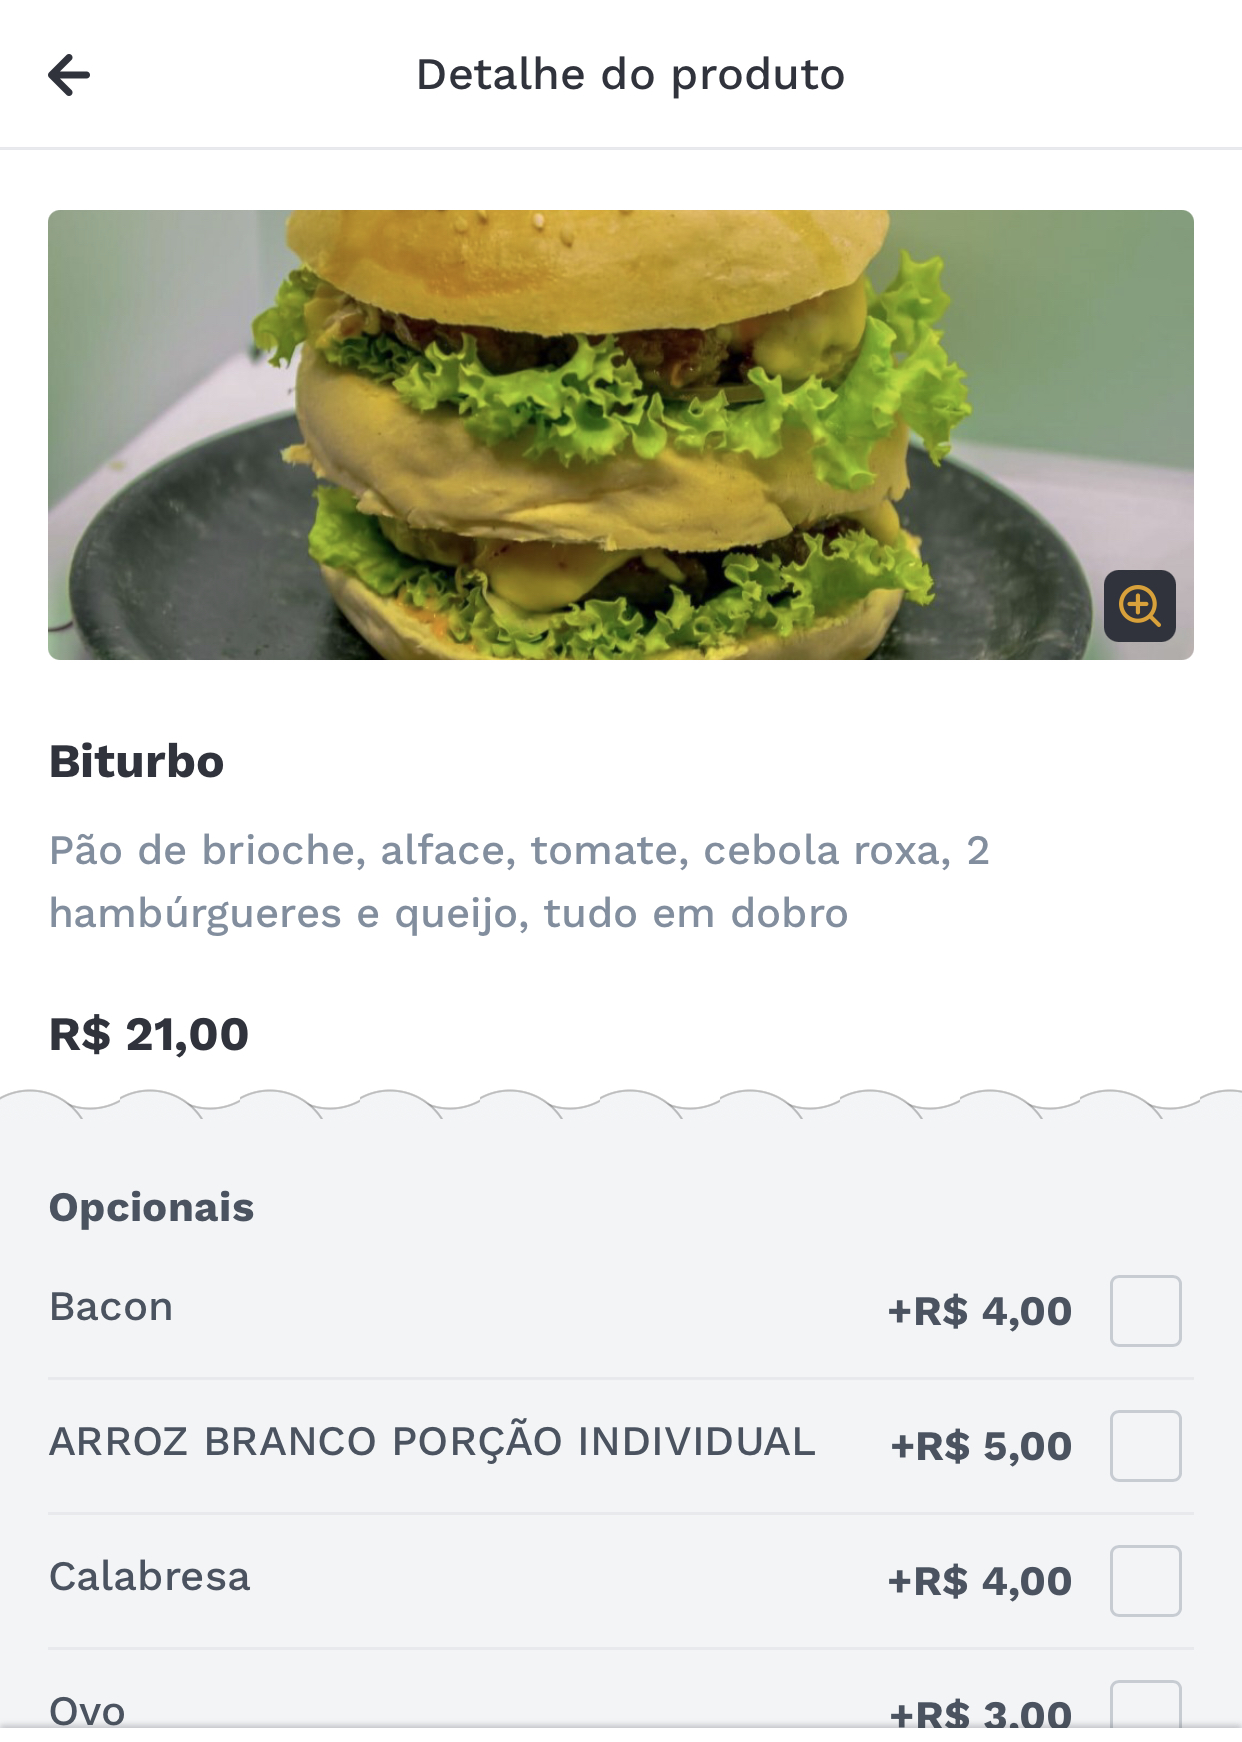 Detalhe do produto
Biturbo
Pão de brioche, alface, tomate, cebola roxa, 2
hambúrgueres e queijo, tudo em dobro
R$ 21,00
Opcionais
Bacon +R$ 4,00
ARROZ BRANCO PORÇÃO INDIVIDUAL +R$ 5,00
Calabresa +R$ 4,00
Ovo +R$ 3,00